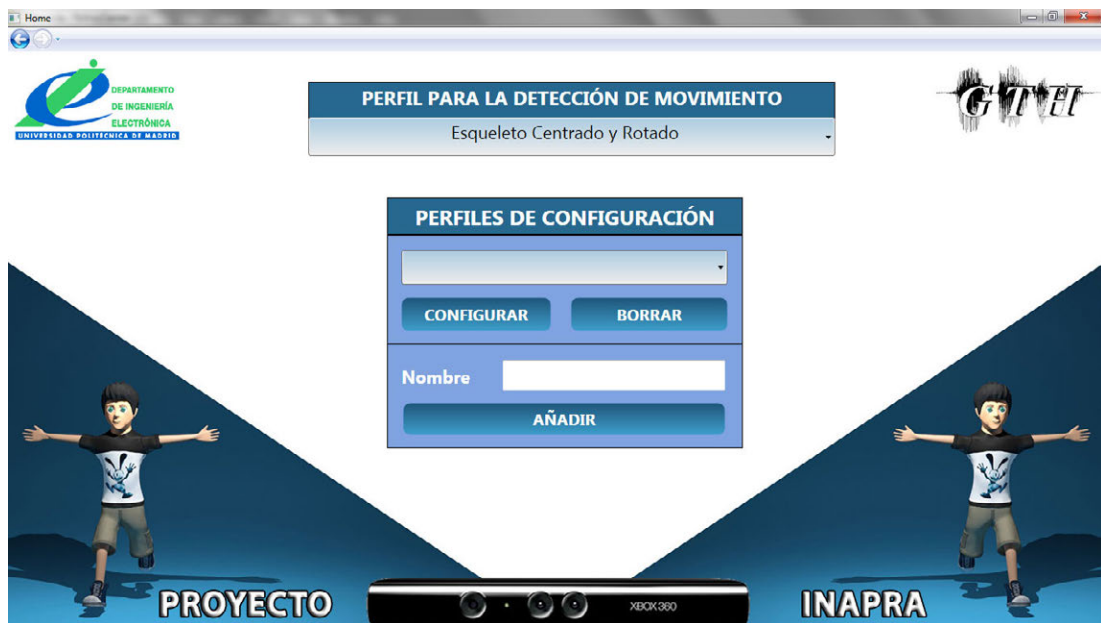 Home
DEPARTAMENTO
DE INGENIERÍA
ELECTRÓNICA
UNIVERSIDAD POLITÉCNICA DE MADRID
PERFIL PARA LA DETECCIÓN DE MOVIMIENTO
Esqueleto Centrado y Rotado
GTH
PERFILES DE CONFIGURACIÓN
CONFIGURAR
BORRAR
Nombre
AÑADIR
PROYECTO
XBOX 360
INAPRA